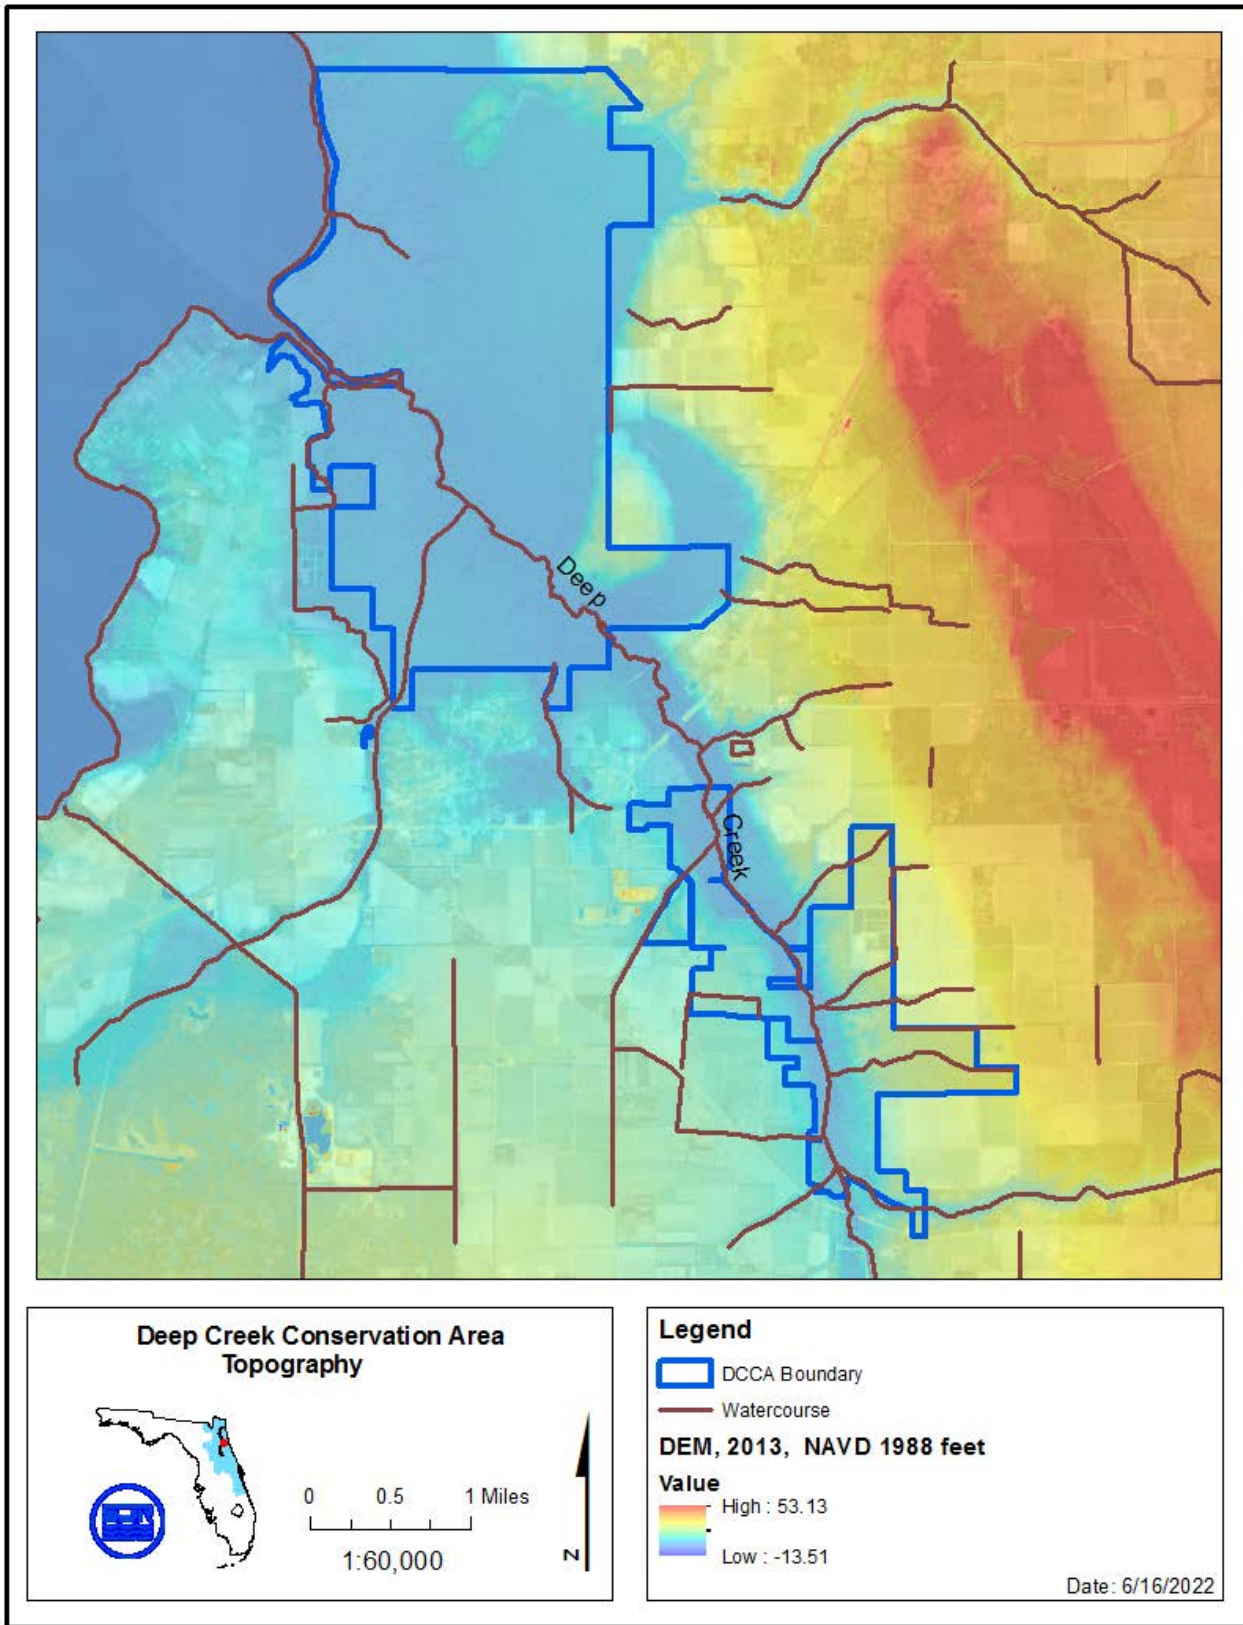 Deep
Creek
Deep Creek Conservation Area
Topography
0 0.5 1 Miles
1:60,000
N
Legend
DCCA Boundary
Watercourse
DEM, 2013, NAVD 1988 feet
Value
High : 53.13
Low : -13.51
Date: 6/16/2022